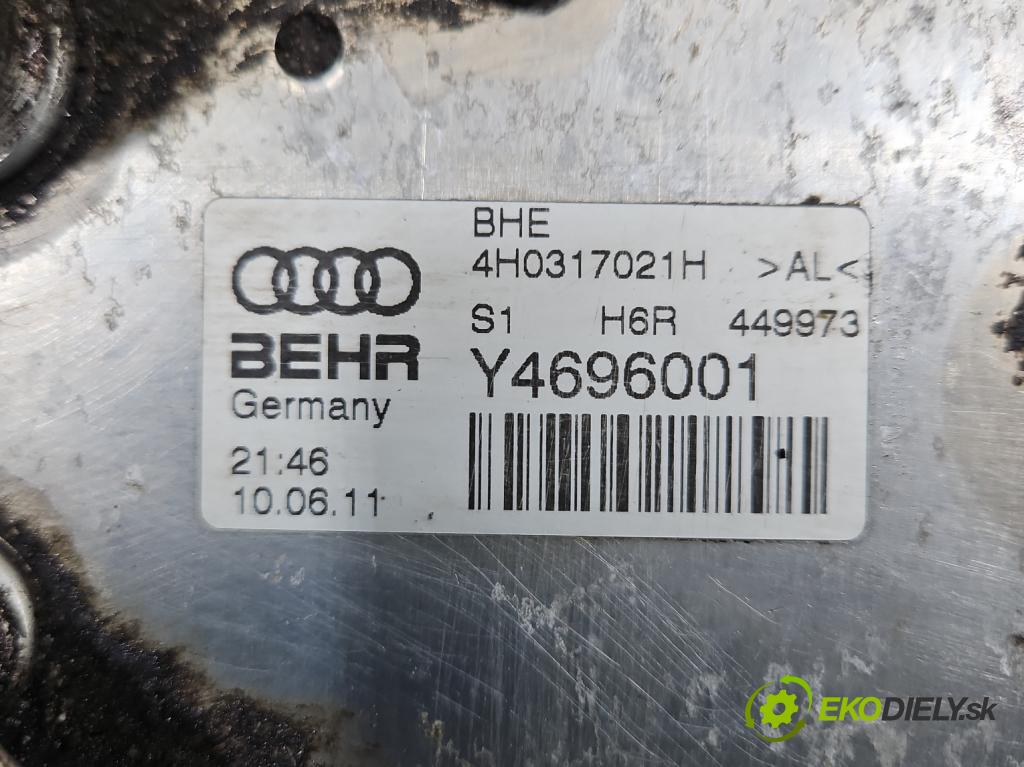 BHE
4H0317021H >AL<
S1 H6R 449973
BEHR
Y4696001
Germany
21:46
10.06.11
EKODIELY.sk